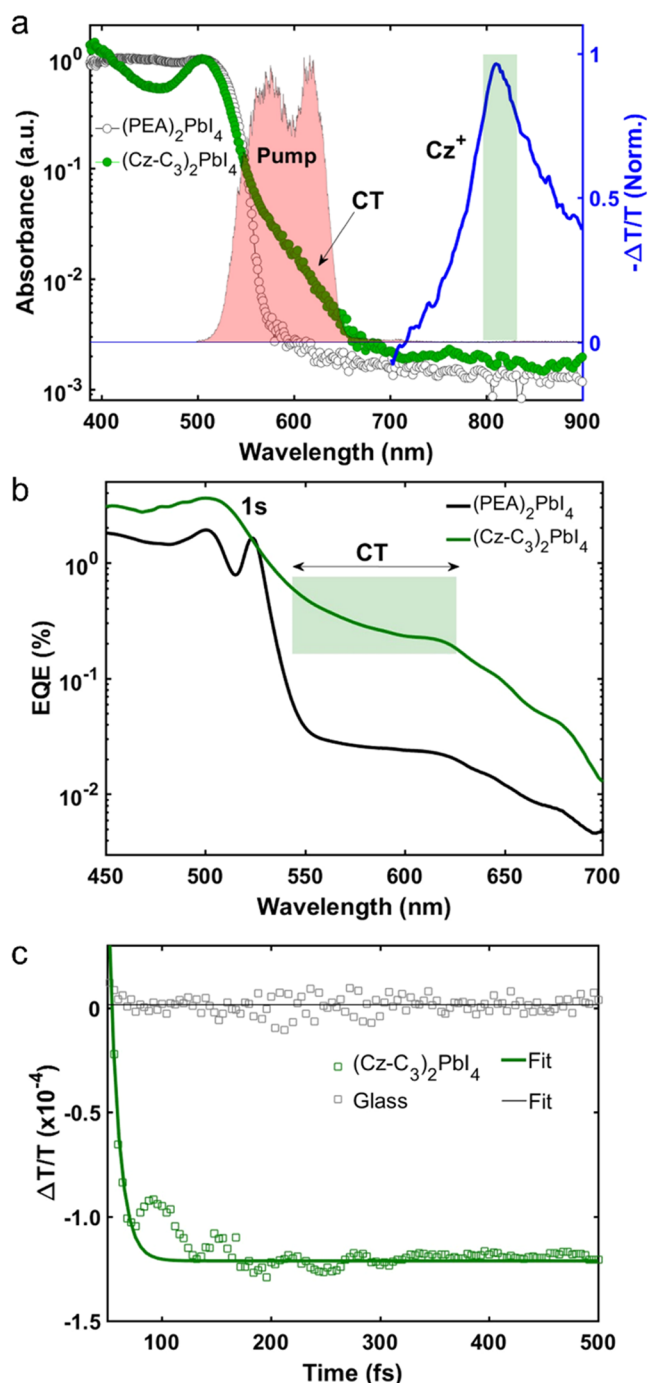 a
10⁰
10⁻¹
10⁻²
10⁻³
Absorbance (a.u.)
(PEA)₂PbI₄
(Cz-C₃)₂PbI₄
Pump
CT
Cz⁺
1
0.5
0
-ΔT/T (Norm.)
400 500 600 700 800 900
Wavelength (nm)
b
10⁰
10⁻¹
10⁻²
EQE (%)
1s
CT
(PEA)₂PbI₄
(Cz-C₃)₂PbI₄
450 500 550 600 650 700
Wavelength (nm)
c
0
-0.5
-1.0
-1.5
ΔT/T (x10⁻⁴)
(Cz-C₃)₂PbI₄ Fit
Glass Fit
100 200 300 400 500
Time (fs)